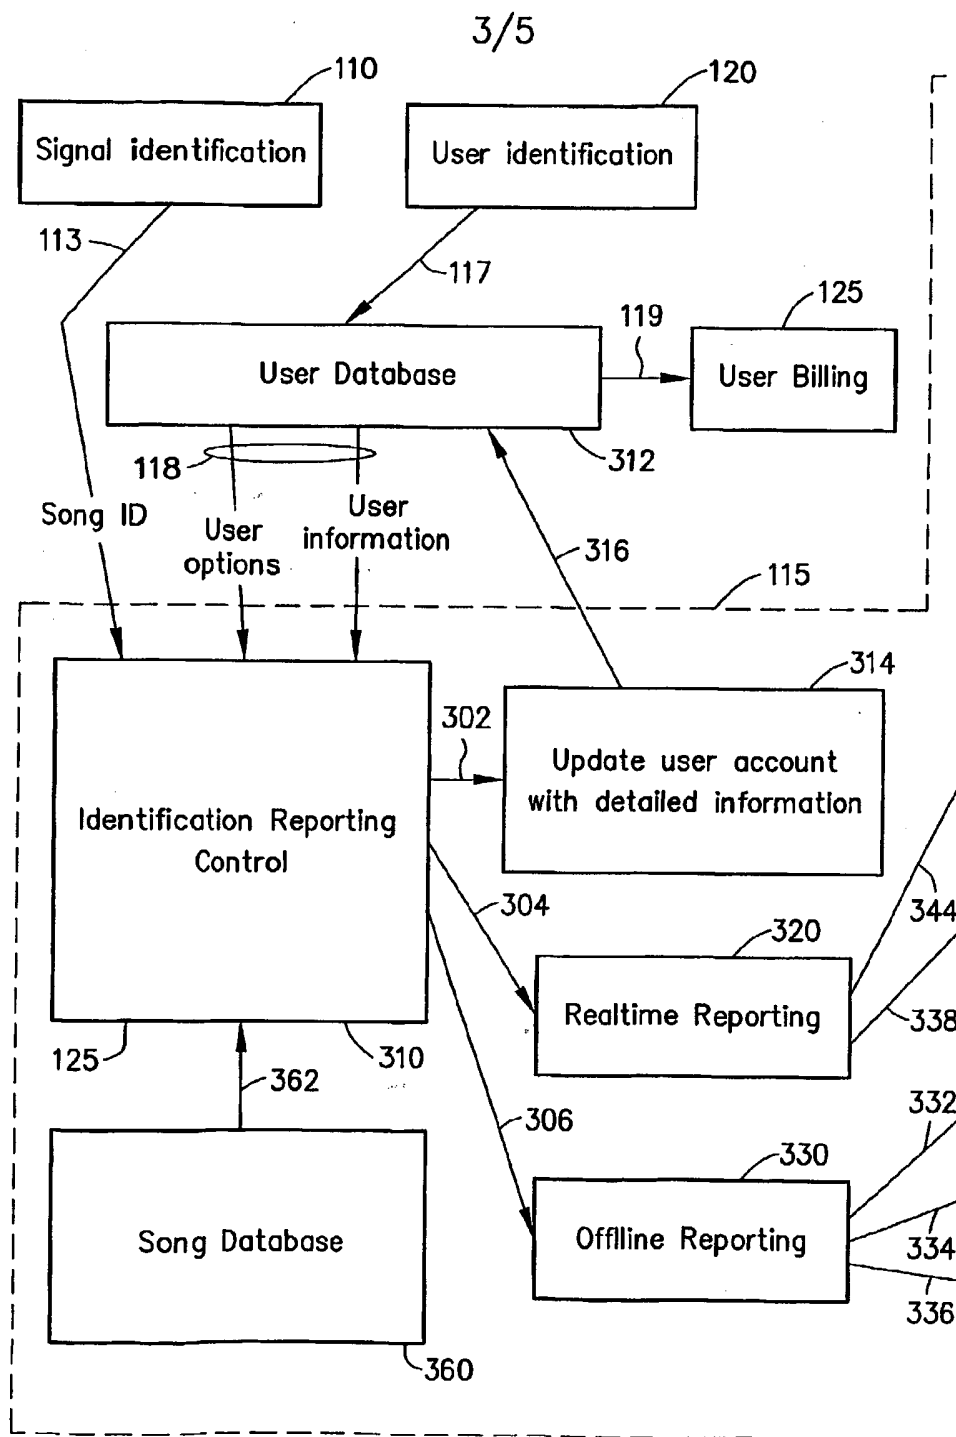 3/5
110
120
Signal identification
User identification
113
117
125
119
User Database
User Billing
118
312
Song ID
User
options
User
information
316
115
314
302
Update user account
with detailed information
Identification Reporting
Control
304
344
320
Realtime Reporting
338
125
310
362
332
306
330
Song Database
Offlline Reporting
334
336
360